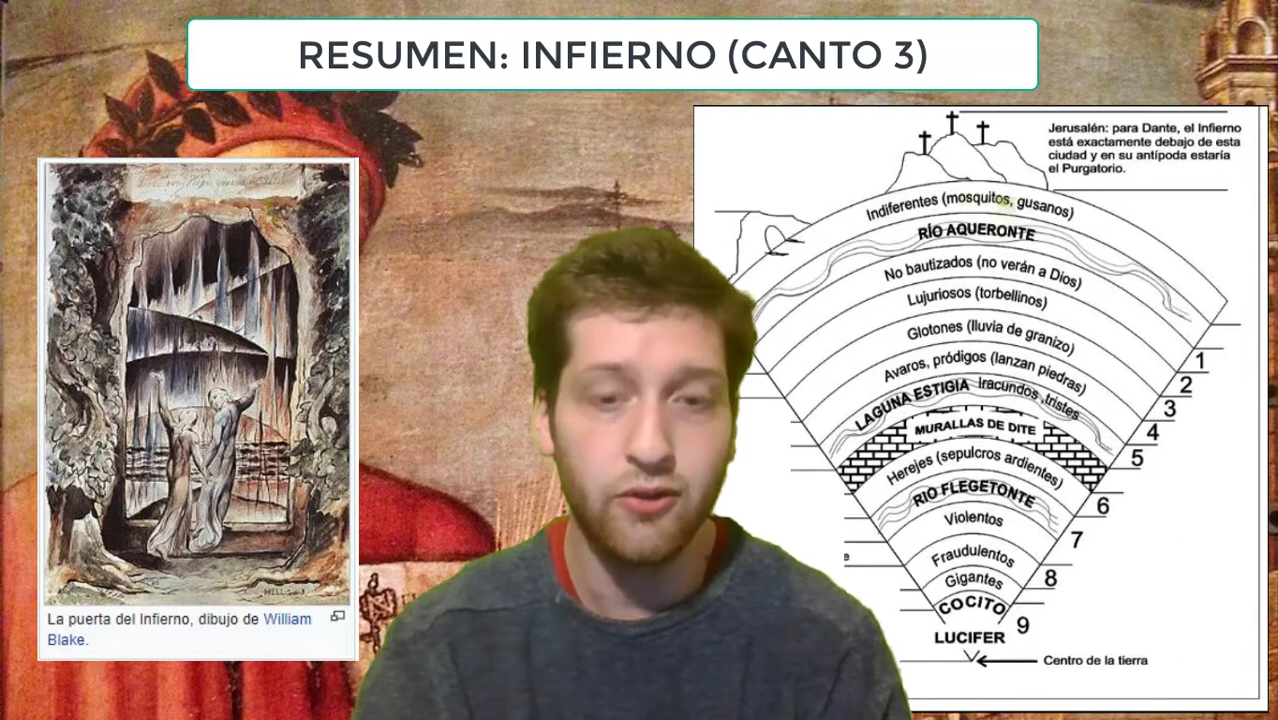 RESUMEN: INFIERNO (CANTO 3)
HELL
La puerta del Infierno, dibujo de William
Blake.
Jerusalén: para Dante, el Infierno
está exactamente debajo de esta
ciudad y en su antípoda estaría
el Purgatorio.
Indiferentes (mosquitos, gusanos)
RÍO AQUERONTE
No bautizados (no verán a Dios)
Lujuriosos (torbellinos)
Glotones (lluvia de granizo)
Avaros, pródigos (lanzan piedras)
LAGUNA ESTIGIA Iracundos ,tristes
MURALLAS DE DITE
Herejes (sepulcros ardientes)
RIO FLEGETONTE
Violentos
Fraudulentos
Gigantes
COCITO
LUCIFER
1
2
3
4
5
6
7
8
9
Centro de la tierra